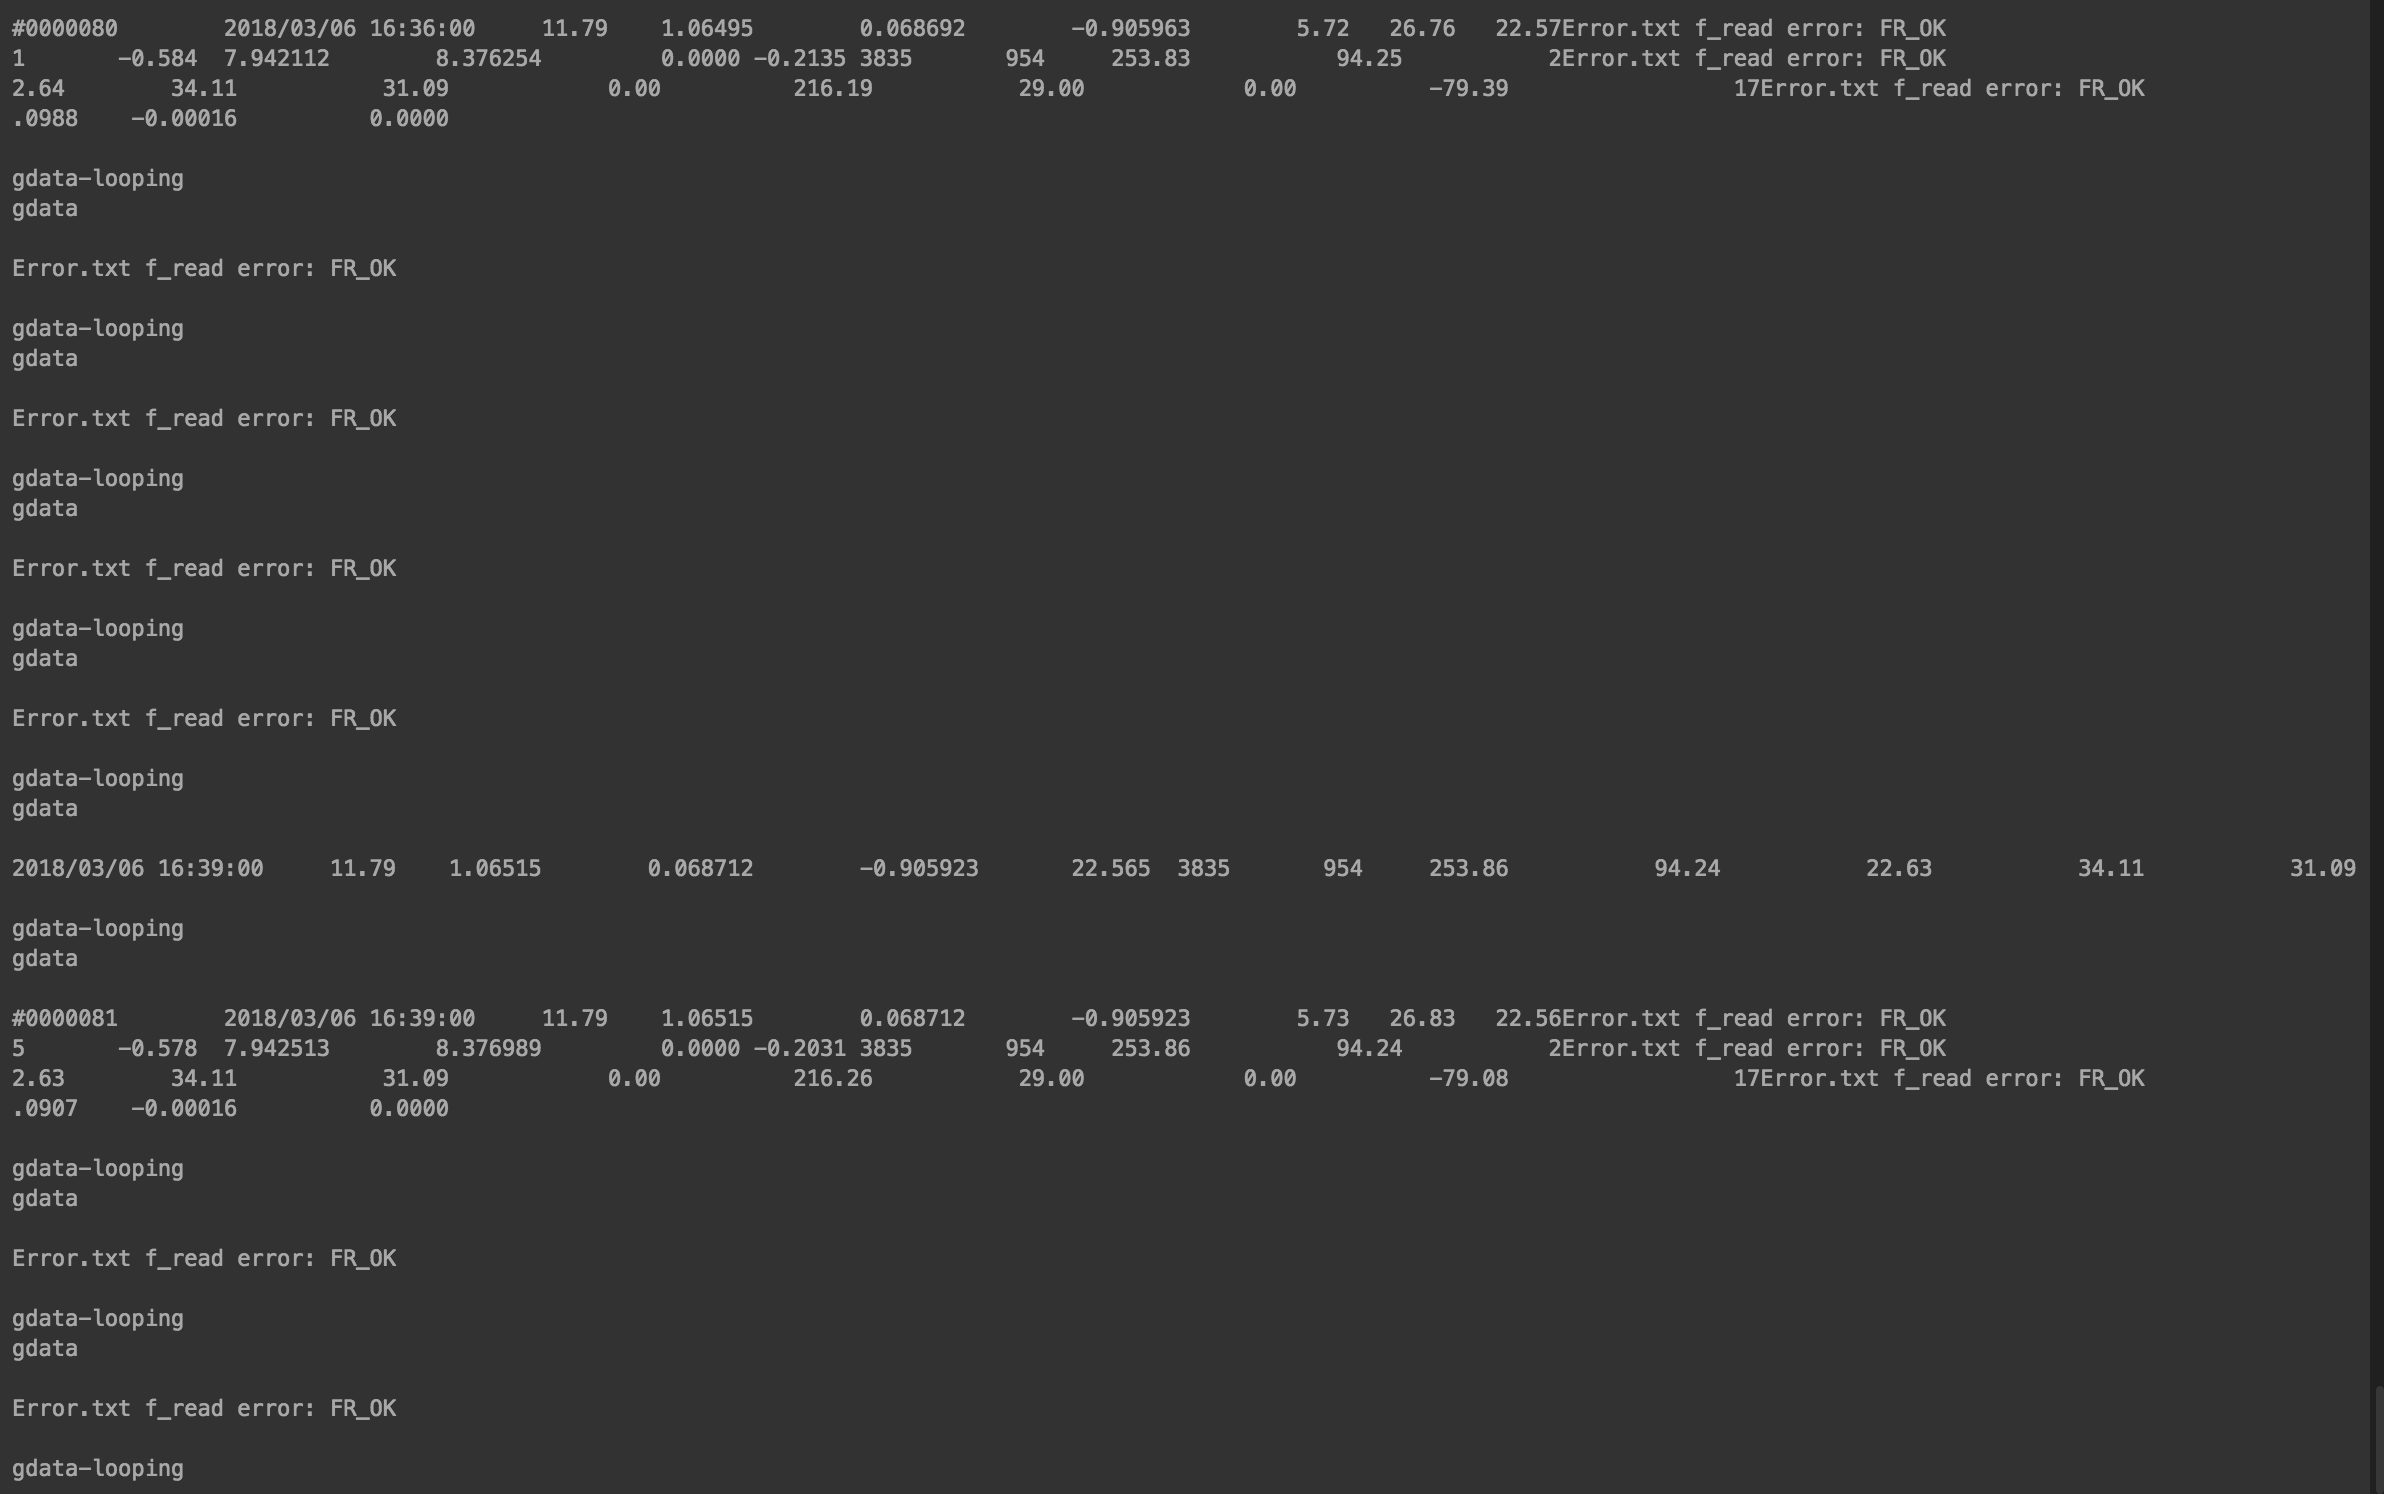 #0000080        2018/03/06 16:36:00     11.79    1.06495        0.068692        -0.905963        5.72   26.76   22.57Error.txt f_read error: FR_OK
1       -0.584  7.942112        8.376254         0.0000 -0.2135 3835       954     253.83           94.25           2Error.txt f_read error: FR_OK
2.64        34.11           31.09            0.00          216.19           29.00            0.00          -79.39                 17Error.txt f_read error: FR_OK
.0988    -0.00016          0.0000

gdata-looping
gdata

Error.txt f_read error: FR_OK

gdata-looping
gdata

Error.txt f_read error: FR_OK

gdata-looping
gdata

Error.txt f_read error: FR_OK

gdata-looping
gdata

Error.txt f_read error: FR_OK

gdata-looping
gdata

2018/03/06 16:39:00     11.79    1.06515        0.068712        -0.905923       22.565  3835       954     253.86           94.24           22.63           34.11           31.09

gdata-looping
gdata

#0000081        2018/03/06 16:39:00     11.79    1.06515        0.068712        -0.905923        5.73   26.83   22.56Error.txt f_read error: FR_OK
5       -0.578  7.942513        8.376989         0.0000 -0.2031 3835       954     253.86           94.24           2Error.txt f_read error: FR_OK
2.63        34.11           31.09            0.00          216.26           29.00            0.00          -79.08                 17Error.txt f_read error: FR_OK
.0907    -0.00016          0.0000

gdata-looping
gdata

Error.txt f_read error: FR_OK

gdata-looping
gdata

Error.txt f_read error: FR_OK

gdata-looping